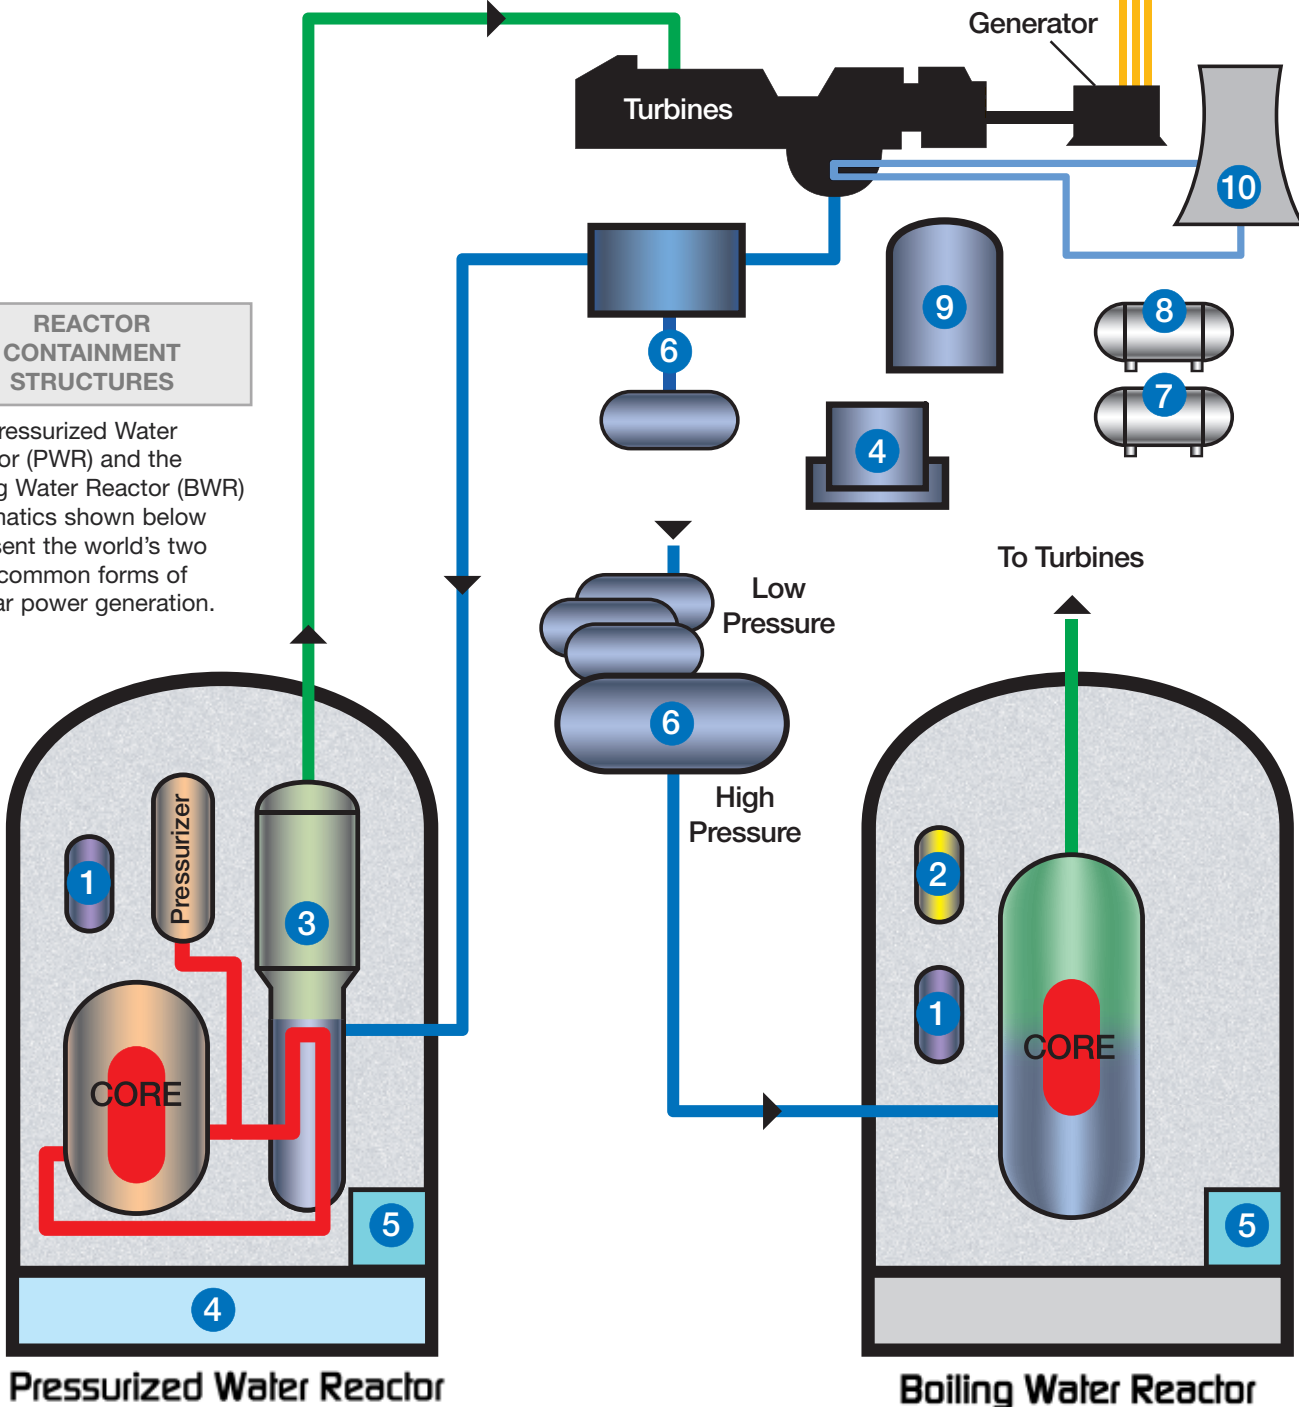 Generator
Turbines
10
9
8
6
7
4
REACTOR
CONTAINMENT
STRUCTURES
ressurized Water
or (PWR) and the
g Water Reactor (BWR)
matics shown below
sent the world's two
common forms of
ar power generation.
To Turbines
Low
Pressure
6
High
Pressure
Pressurizer
1
3
CORE
5
4
Pressurized Water Reactor
2
1
CORE
5
Boiling Water Reactor